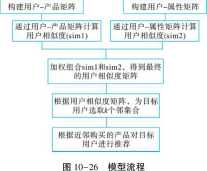 构建用户-产品矩阵
构建用户-属性矩阵
通过用户-产品矩阵计算
用户相似度(sim1)
通过用户-属性矩阵计算
用户相似度(sim2)
加权组合sim1和sim2，得到最终
的用户相似度矩阵
根据用户相似度矩阵，为目标
用户选取k个邻集合
根据近邻购买的产品对目标
用户进行推荐
图 10-26 模型流程